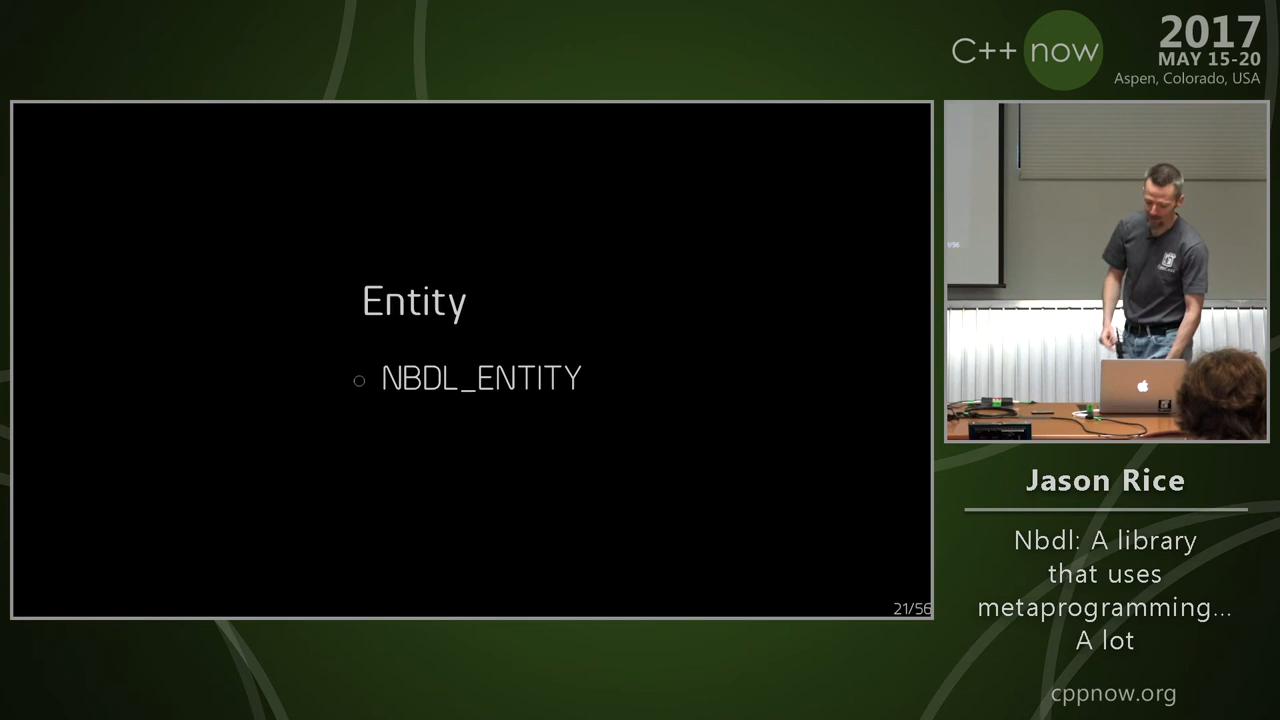 C++ now
2017
MAY 15-20
Aspen, Colorado, USA
Entity
NBDL_ENTITY
21/56
Jason Rice
Nbdl: A library
that uses
metaprogramming...
A lot
cppnow.org